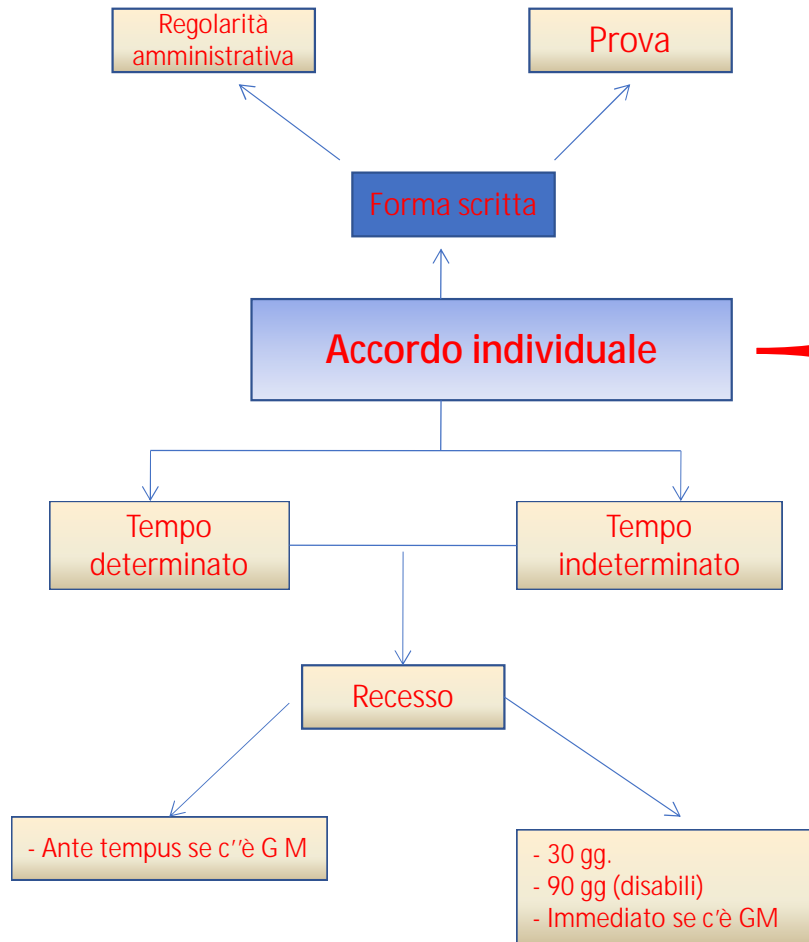 Regolarità
amministrativa
Prova
Forma scritta
Accordo individuale
Tempo
determinato
Tempo
indeterminato
Recesso
- Ante tempus se c''è G M
- 30 gg.
- 90 gg (disabili)
- Immediato se c'è GM